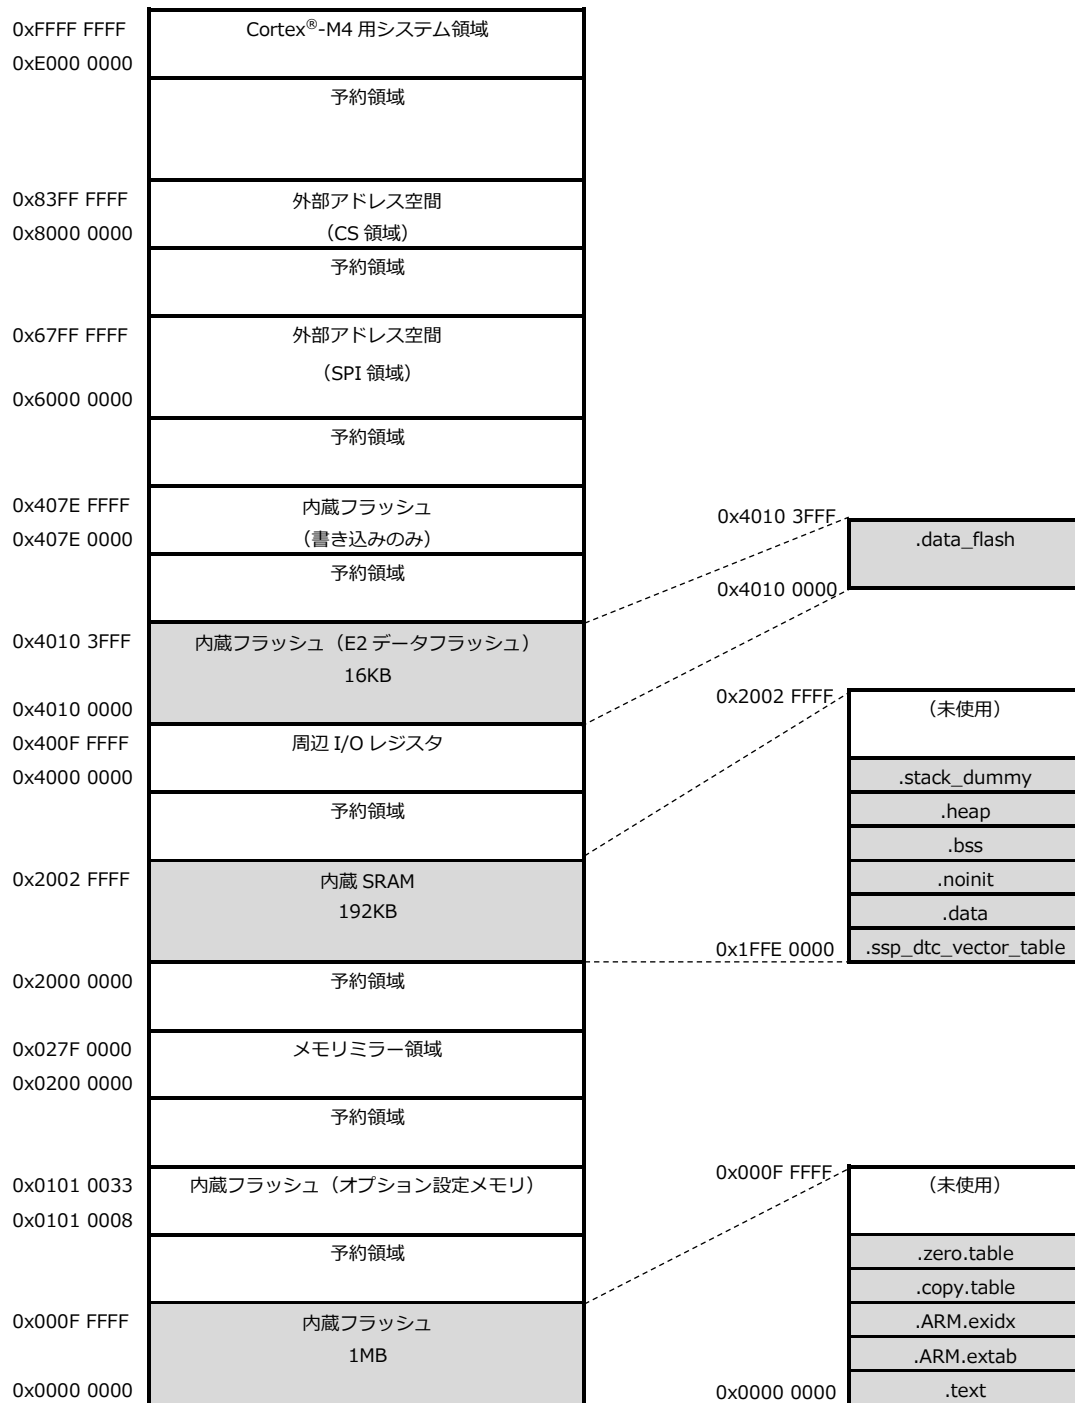 0xFFFF FFFF
Cortex®-M4 用システム領域
0xE000 0000
予約領域
0x83FF FFFF
外部アドレス空間
0x8000 0000
（CS 領域）
予約領域
0x67FF FFFF
外部アドレス空間
（SPI 領域）
0x6000 0000
予約領域
0x407E FFFF
内蔵フラッシュ
0x407E 0000
（書き込みのみ）
予約領域
0x4010 3FFF
内蔵フラッシュ（E2 データフラッシュ）
16KB
0x4010 0000
0x400F FFFF
周辺 I/O レジスタ
0x4000 0000
予約領域
0x2002 FFFF
内蔵 SRAM
192KB
0x2000 0000
予約領域
0x027F 0000
メモリミラー領域
0x0200 0000
予約領域
0x0101 0033
内蔵フラッシュ（オプション設定メモリ）
0x0101 0008
予約領域
0x000F FFFF
内蔵フラッシュ
1MB
0x0000 0000
0x4010 3FFF
.data_flash
0x4010 0000
0x2002 FFFF
（未使用）
.stack_dummy
.heap
.bss
.noinit
.data
0x1FFE 0000
.ssp_dtc_vector_table
0x000F FFFF
（未使用）
.zero.table
.copy.table
.ARM.exidx
.ARM.extab
0x0000 0000
.text